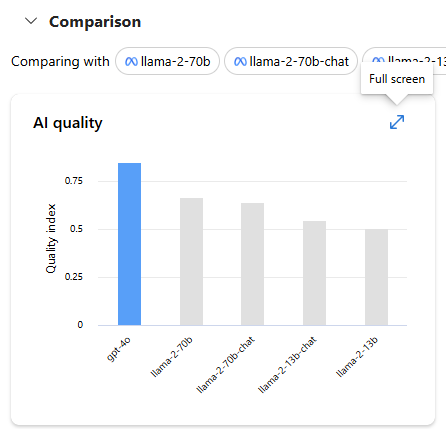 Comparison
Comparing with llama-2-70b llama-2-70b-chat
Full screen
AI quality
Quality index
0.75
0.5
0.25
0
gpt-4o
llama-2-70b
llama-2-70b-chat
llama-2-13b-chat
llama-2-13b